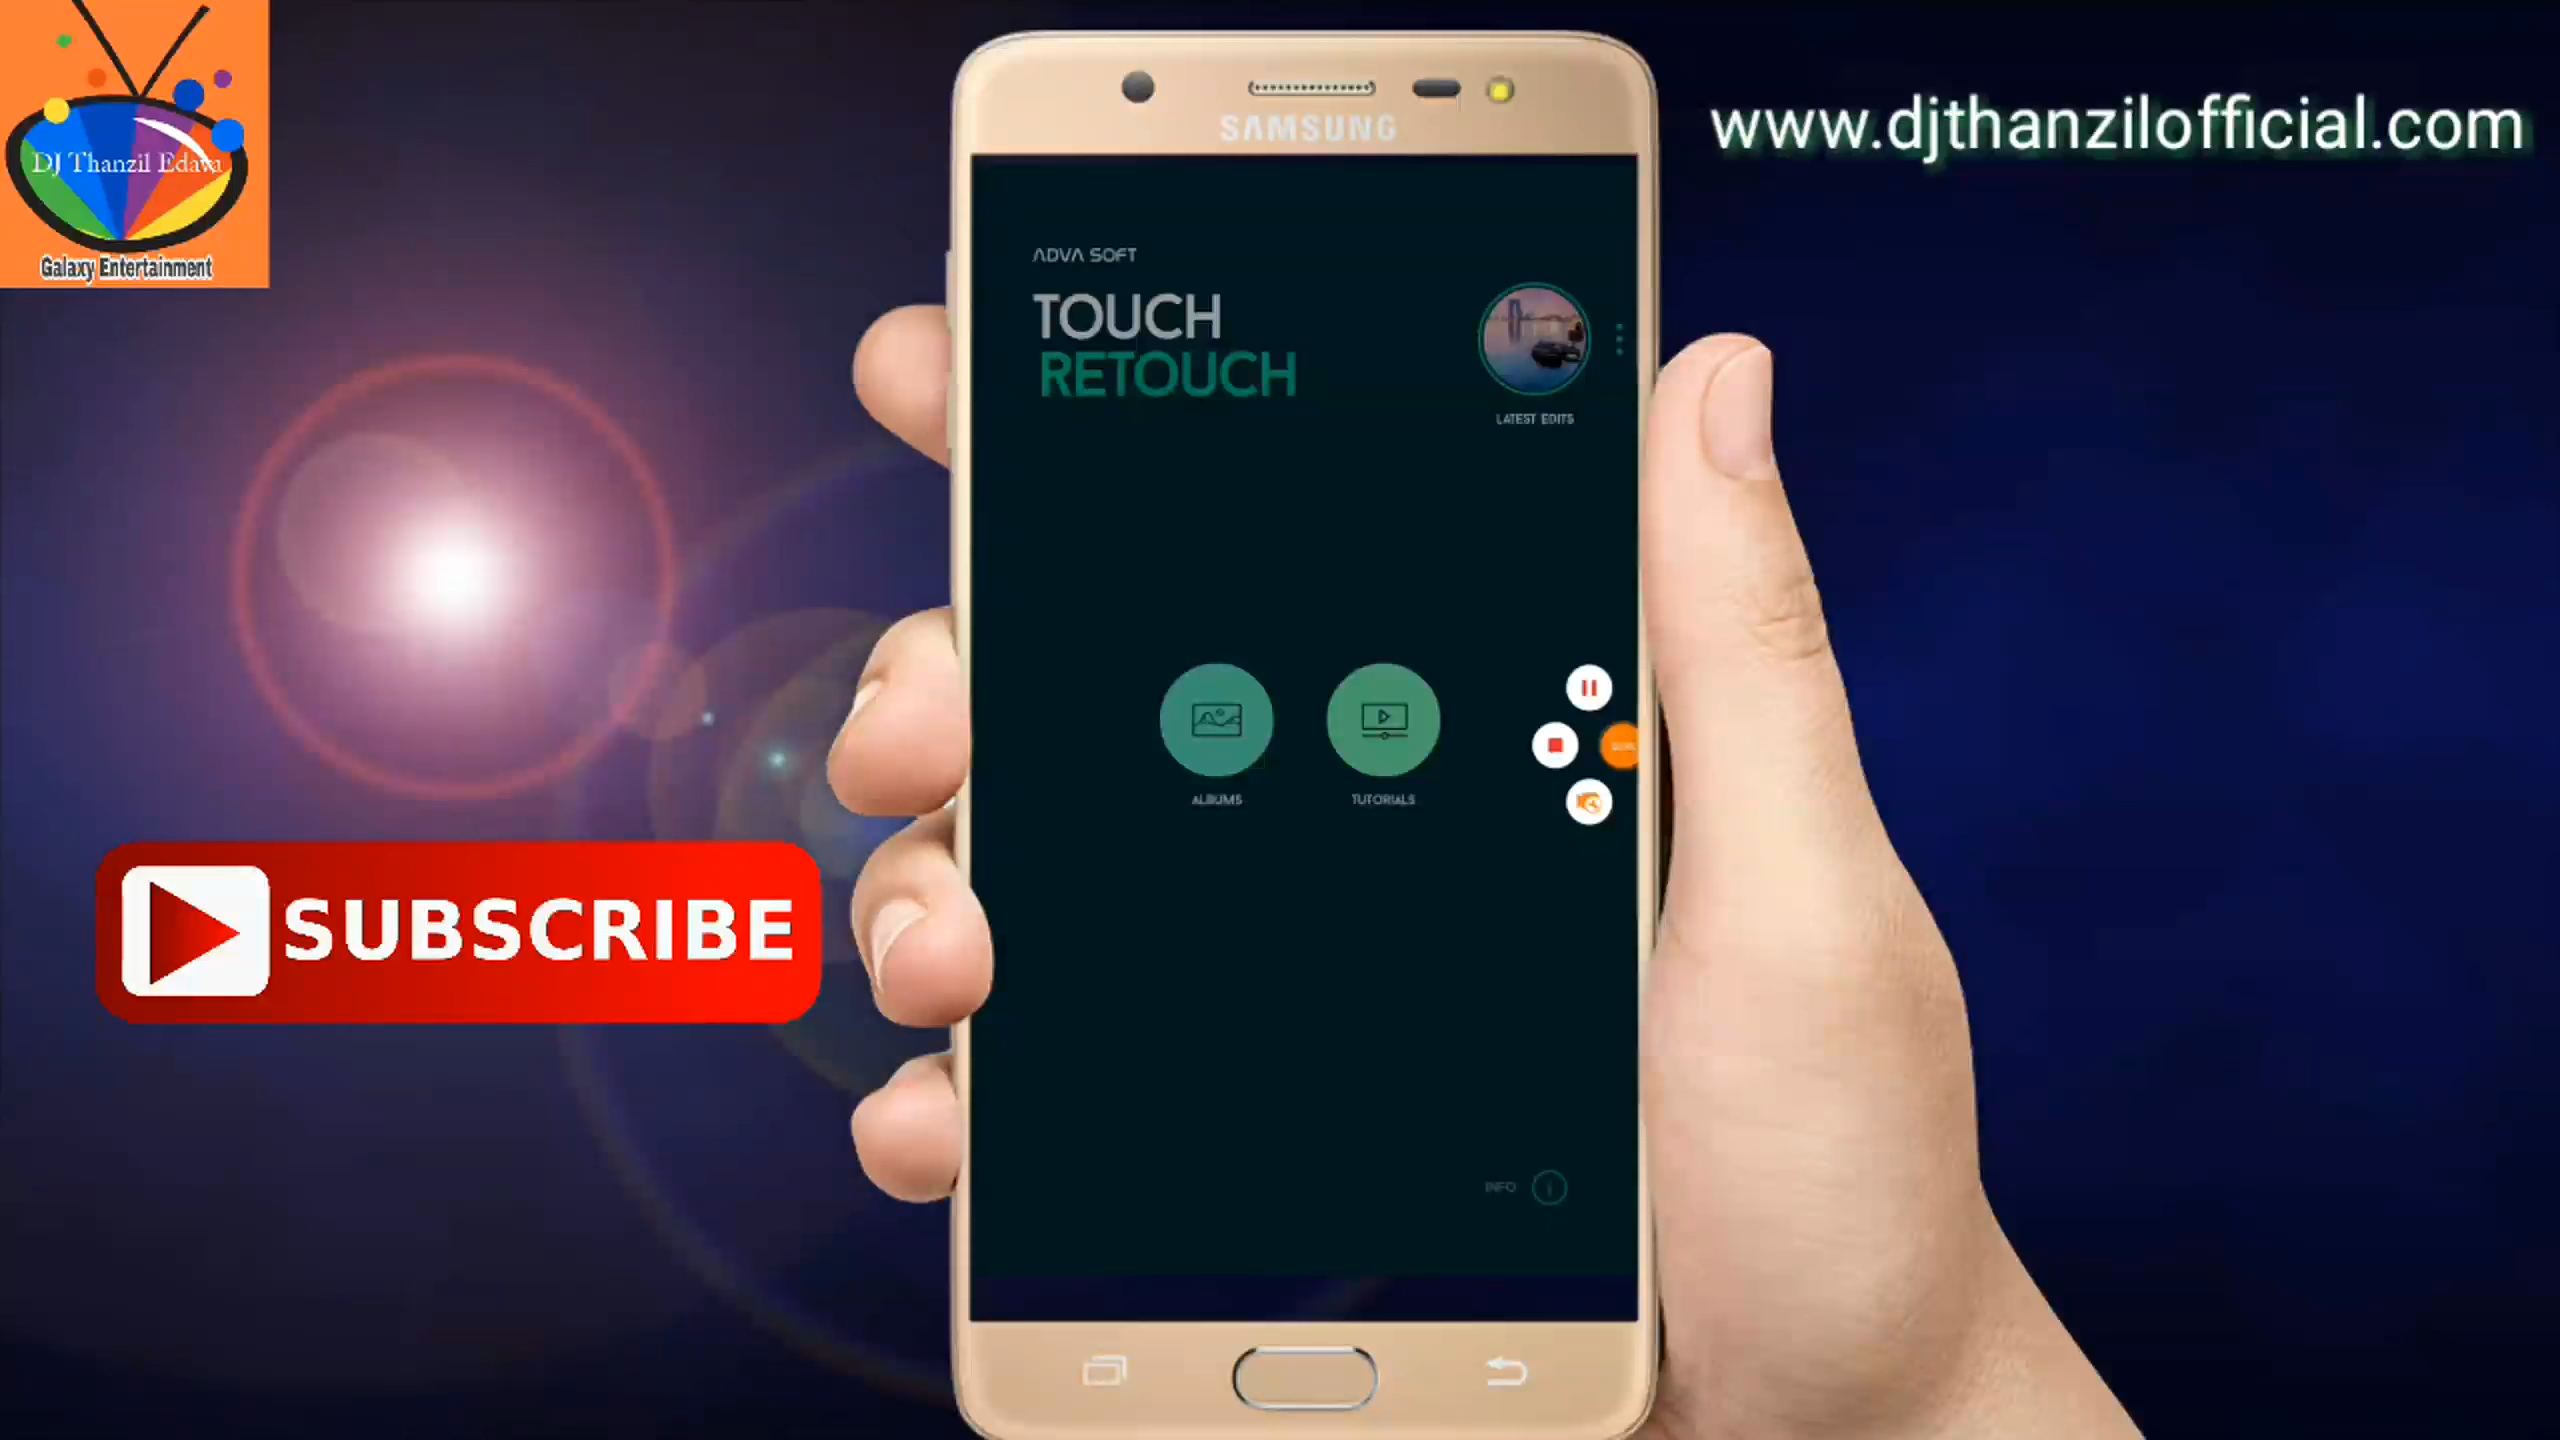 DJ Thanzil Edava
Galaxy Entertainment
www.djthanzilofficial.com
SAMSUNG
ADVA SOFT
TOUCH
RETOUCH
LATEST EDITS
ALBUMS
TUTORIALS
SUBSCRIBE
INFO